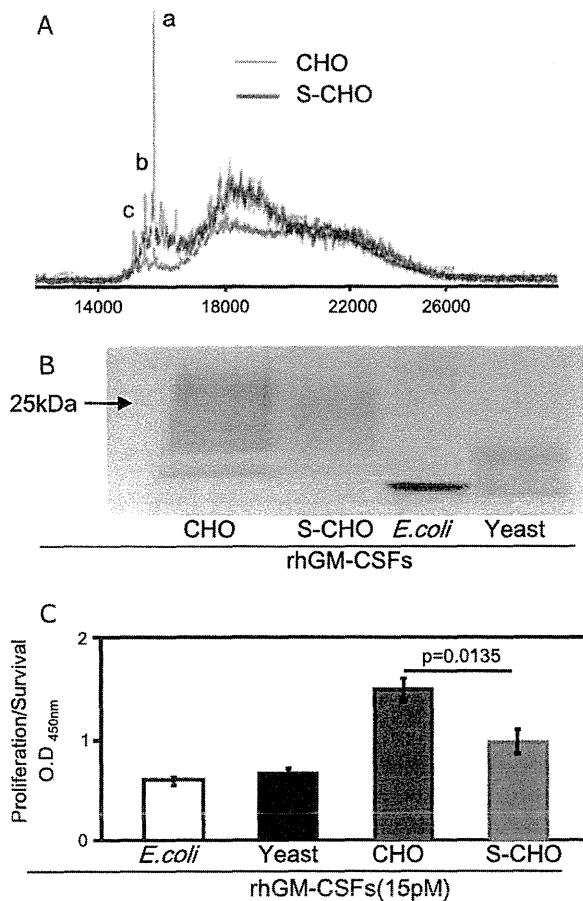 A
a
CHO
S-CHO
b
c
14000 18000 22000 26000
B
25kDa
CHO S-CHO E.coli Yeast
rhGM-CSFs
C
2
p=0.0135
Proliferation/Survival
O.D 450nm
1
0
E.coli Yeast CHO S-CHO
rhGM-CSFs(15pM)